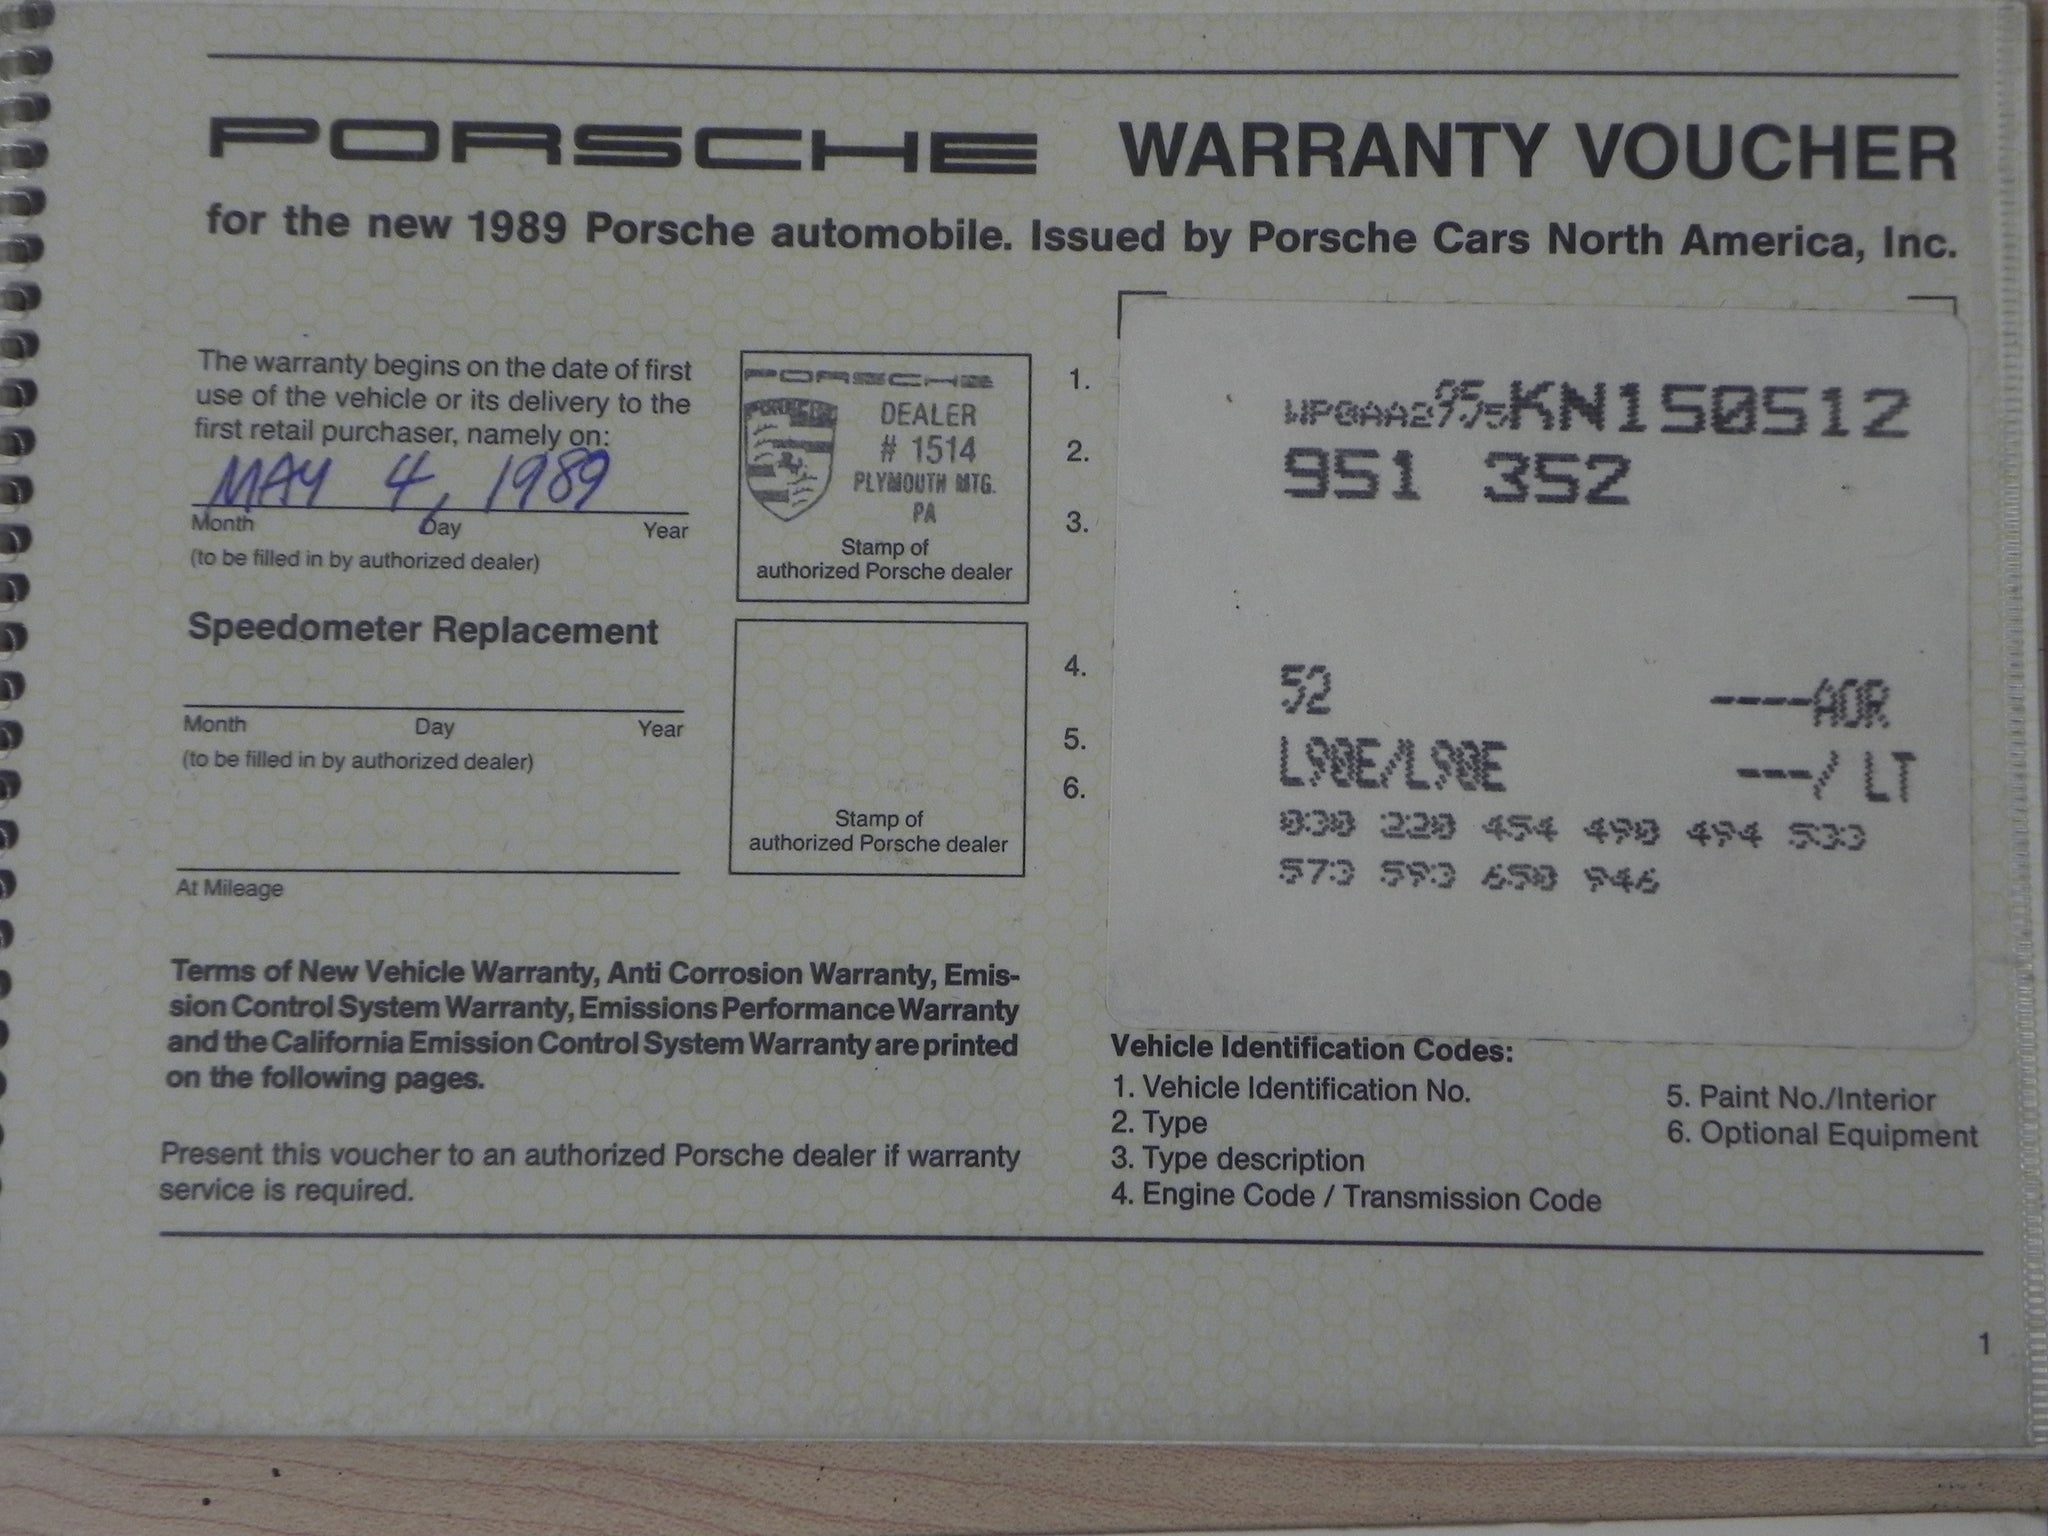 PORSCHE WARRANTY VOUCHER
for the new 1989 Porsche automobile. Issued by Porsche Cars North America, Inc.
The warranty begins on the date of first
use of the vehicle or its delivery to the
first retail purchaser, namely on:
MAY 4, 1989
Month Day Year
(to be filled in by authorized dealer)
PORSCHE
PORSCHE
DEALER
# 1514
PLYMOUTH MTG.
PA
Stamp of
authorized Porsche dealer
Speedometer Replacement
Month Day Year
(to be filled in by authorized dealer)
At Mileage
Stamp of
authorized Porsche dealer
Terms of New Vehicle Warranty, Anti Corrosion Warranty, Emis-
sion Control System Warranty, Emissions Performance Warranty
and the California Emission Control System Warranty are printed
on the following pages.
Present this voucher to an authorized Porsche dealer if warranty
service is required.
1. KN150512
2. 951 352
3.
4. 52 ----AOR
5. L90E/L90E ---/ LT
6. 030 220 454 490 494 533
573 593 650 946
Vehicle Identification Codes:
1. Vehicle Identification No.
2. Type
3. Type description
4. Engine Code / Transmission Code
5. Paint No./Interior
6. Optional Equipment
1